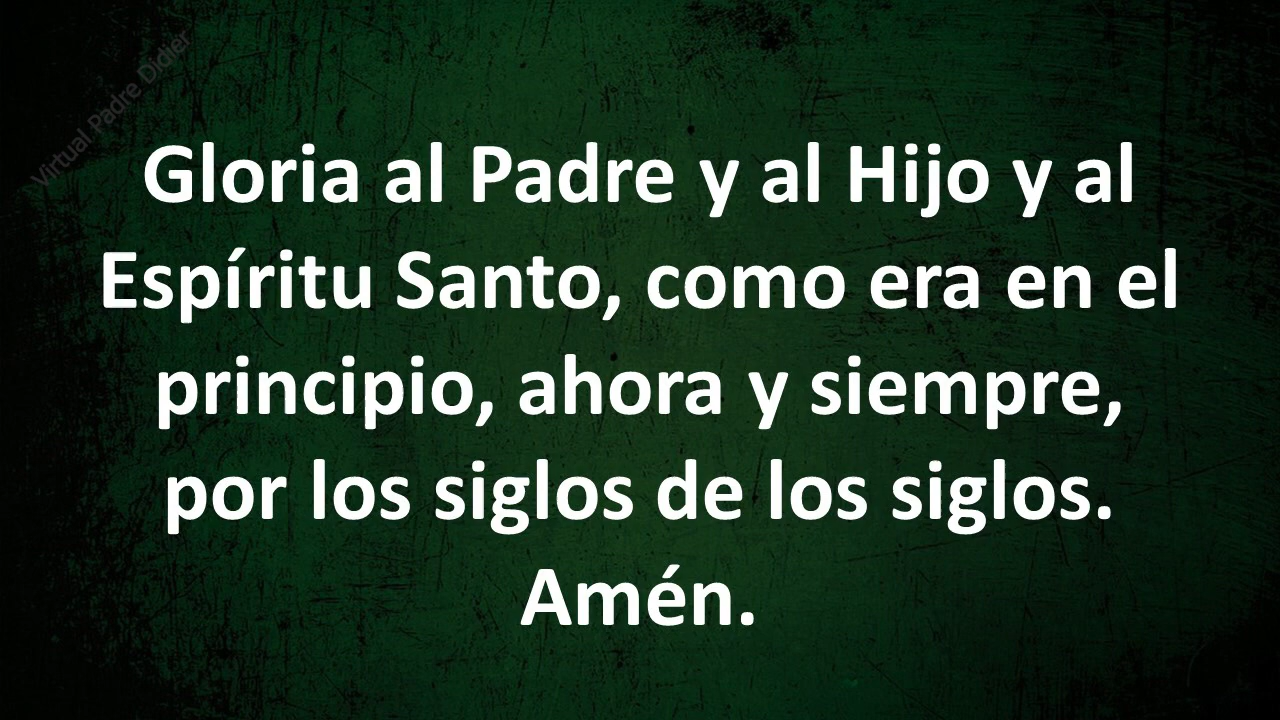 Virtual Padre Didier
Gloria al Padre y al Hijo y al
Espíritu Santo, como era en el
principio, ahora y siempre,
por los siglos de los siglos.
Amén.